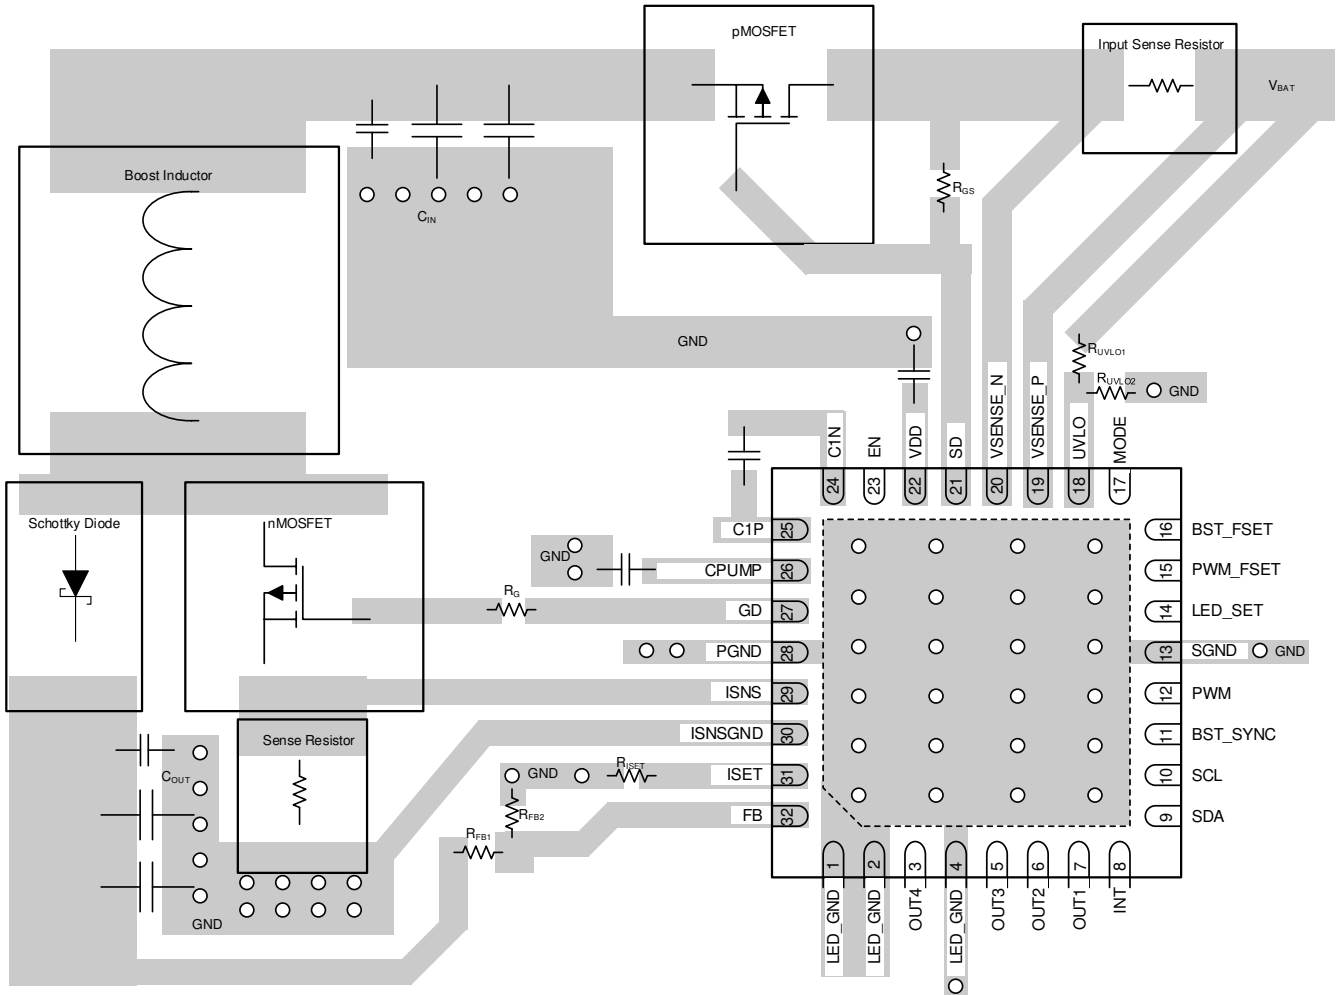 pMOSFET
Input Sense Resistor
VBAT
Boost Inductor
RGS
CIN
GND
RUVLO1
RUVLO2
GND
C1N
EN
VDD
SD
VSENSE_N
VSENSE_P
UVLO
MODE
24
23
22
21
20
19
18
17
Schottky Diode
nMOSFET
C1P
25
16
BST_FSET
GND
CPUMP
26
15
PWM_FSET
RG
GD
27
14
LED_SET
PGND
28
13
SGND
GND
ISNS
29
12
PWM
Sense Resistor
ISNSGND
30
11
BST_SYNC
COUT
GND
RISET
ISET
31
10
SCL
RFB2
FB
32
9
SDA
RFB1
1
2
3
4
5
6
7
8
LED_GND
LED_GND
OUT4
LED_GND
OUT3
OUT2
OUT1
INT
GND